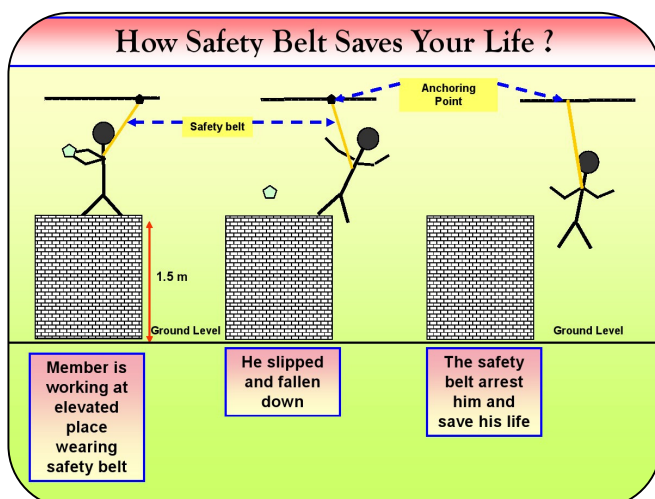 How Safety Belt Saves Your Life ?
Anchoring
Point
Safety belt
1.5 m
Ground Level
Ground Level
Member is
working at
elevated
place
wearing
safety belt
He slipped
and fallen
down
The safety
belt arrest
him and
save his life